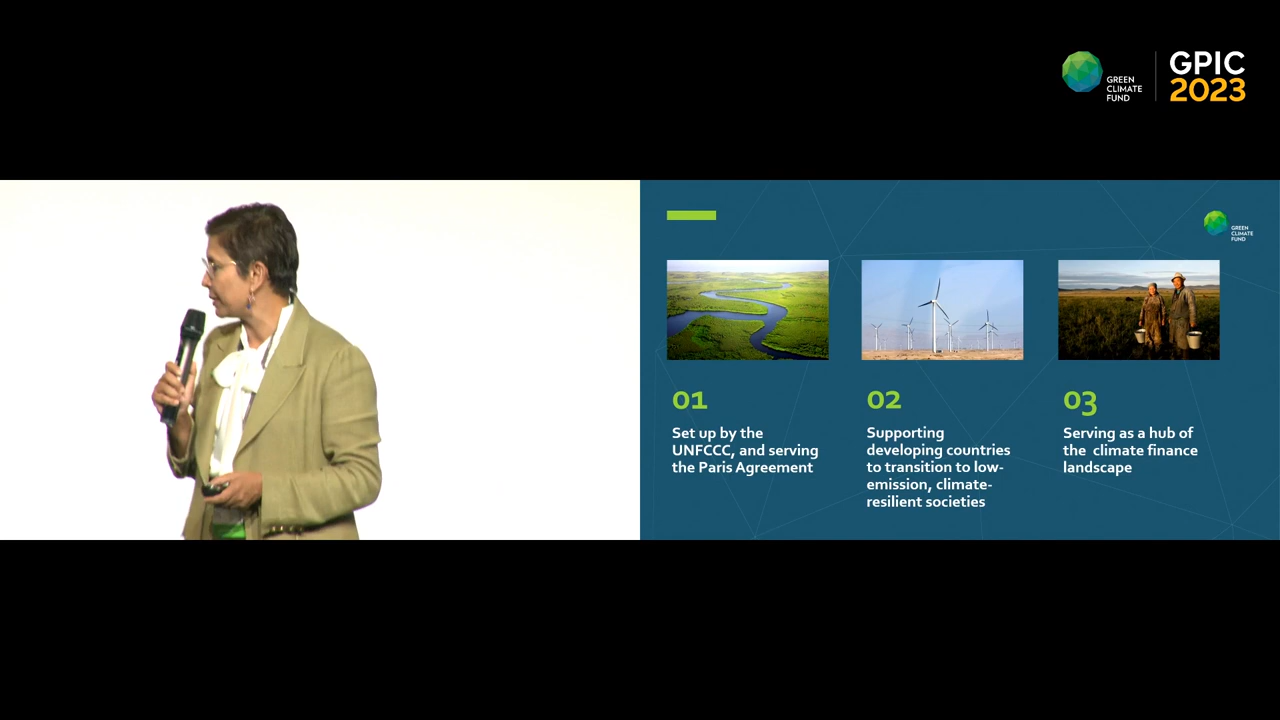 GREEN
CLIMATE
FUND
GPIC
2023
GREEN
CLIMATE
FUND
01
Set up by the
UNFCCC, and serving
the Paris Agreement
02
Supporting
developing countries
to transition to low-
emission, climate-
resilient societies
03
Serving as a hub of
the climate finance
landscape